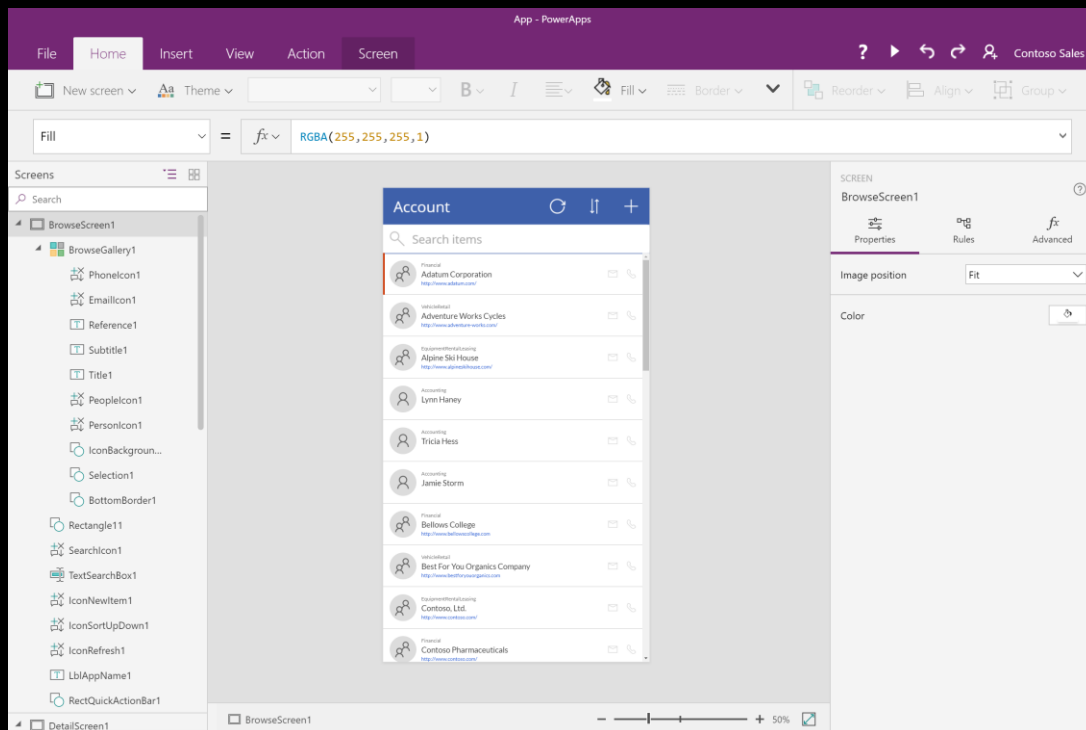 App - PowerApps
File Home Insert View Action Screen ? Contoso Sales
New screen Aa Theme B I Fill Border Reorder Align Group
Fill = fx RGBA(255,255,255,1)
Screens
Search
BrowseScreen1
BrowseGallery1
PhoneIcon1
EmailIcon1
Reference1
Subtitle1
Title1
PeopleIcon1
PersonIcon1
IconBackgroun...
Selection1
BottomBorder1
Rectangle11
SearchIcon1
TextSearchBox1
IconNewItem1
IconSortUpDown1
IconRefresh1
LblAppName1
RectQuickActionBar1
DetailScreen1
Account
Search items
Financial
Adatum Corporation
http://www.adatum.com/
VehicleRetail
Adventure Works Cycles
http://www.adventure-works.com/
EquipmentRentalLeasing
Alpine Ski House
http://www.alpineskihouse.com/
Accounting
Lynn Haney
Accounting
Tricia Hess
Accounting
Jamie Storm
Financial
Bellows College
http://www.bellowscollege.com
VehicleRetail
Best For You Organics Company
http://www.bestforyouorganics.com
EquipmentRentalLeasing
Contoso, Ltd.
http://www.contoso.com/
Financial
Contoso Pharmaceuticals
http://www.contoso.com/
BrowseScreen1
50%
SCREEN
BrowseScreen1
Properties Rules fx Advanced
Image position Fit
Color